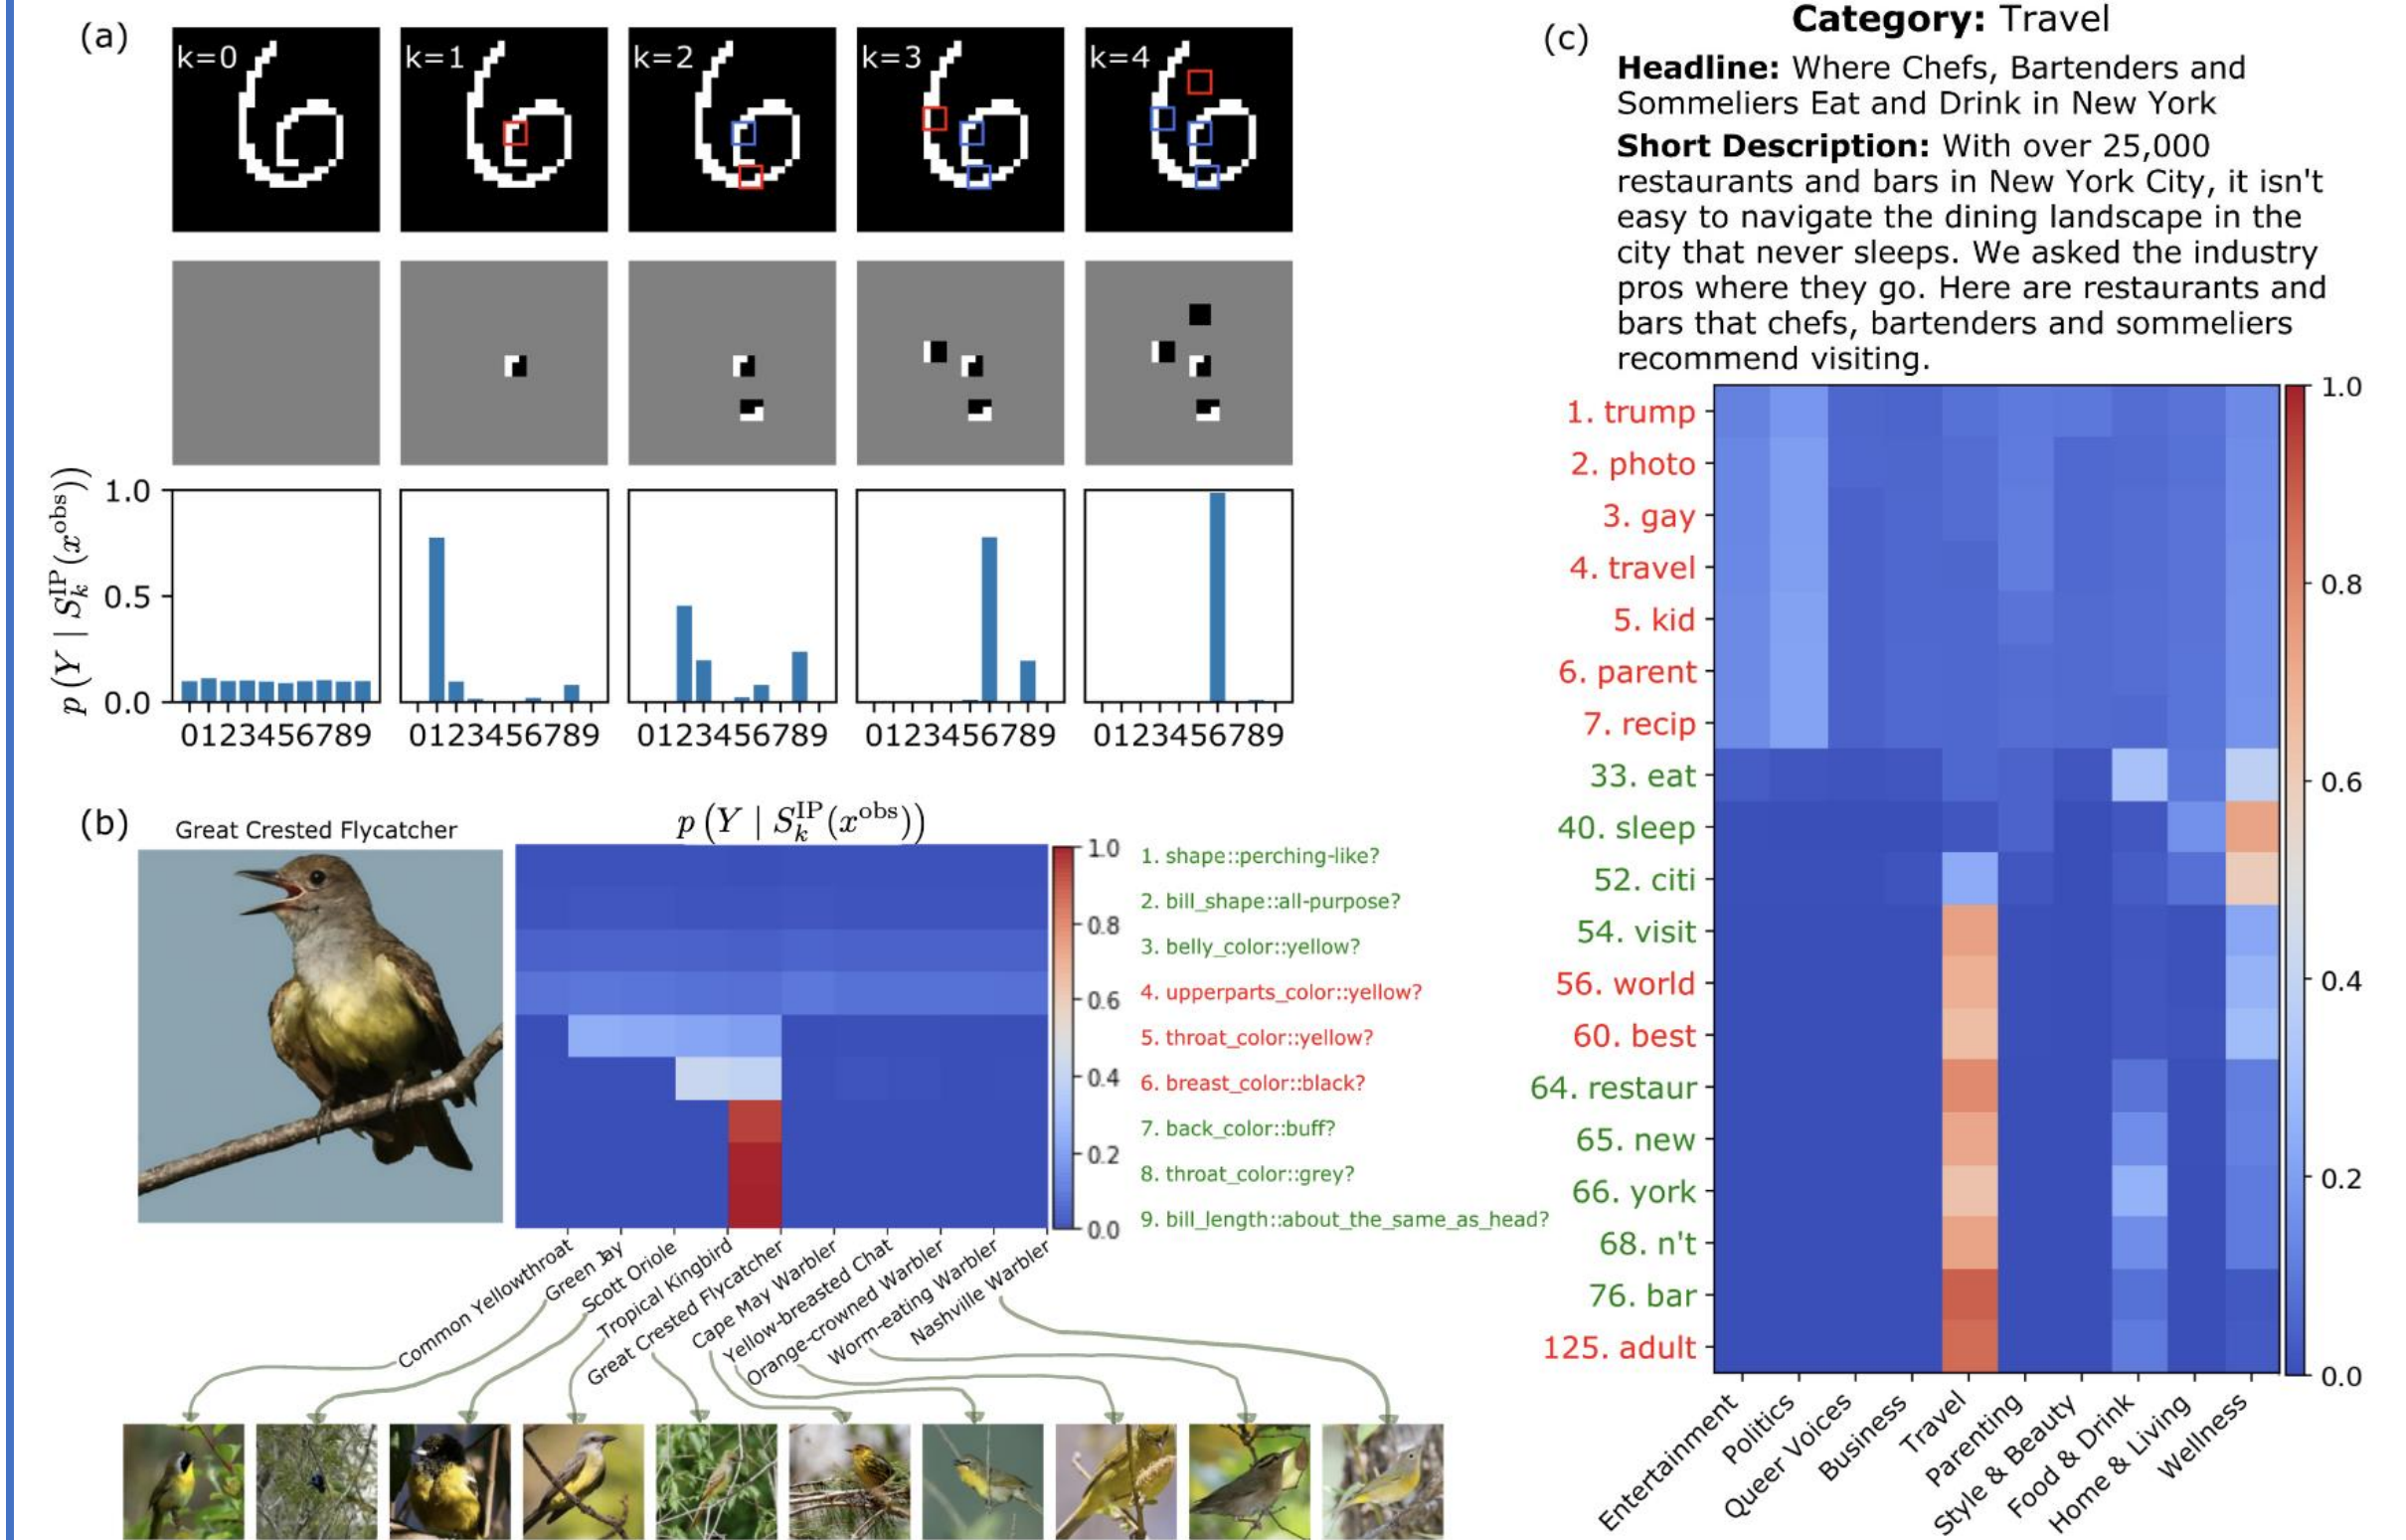 (a)
k=0
k=1
k=2
k=3
k=4
p(Y | S_k^IP(x^obs))
1.0
0.5
0.0
0123456789
0123456789
0123456789
0123456789
0123456789
(b)
Great Crested Flycatcher
p(Y | S_k^IP(x^obs))
1.0
0.8
0.6
0.4
0.2
0.0
1. shape::perching-like?
2. bill_shape::all-purpose?
3. belly_color::yellow?
4. upperparts_color::yellow?
5. throat_color::yellow?
6. breast_color::black?
7. back_color::buff?
8. throat_color::grey?
9. bill_length::about_the_same_as_head?
Common Yellowthroat
Green Jay
Scott Oriole
Tropical Kingbird
Great Crested Flycatcher
Cape May Warbler
Yellow-breasted Chat
Orange-crowned Warbler
Worm-eating Warbler
Nashville Warbler
(c)
Category: Travel
Headline: Where Chefs, Bartenders and
Sommeliers Eat and Drink in New York
Short Description: With over 25,000
restaurants and bars in New York City, it isn't
easy to navigate the dining landscape in the
city that never sleeps. We asked the industry
pros where they go. Here are restaurants and
bars that chefs, bartenders and sommeliers
recommend visiting.
1. trump
2. photo
3. gay
4. travel
5. kid
6. parent
7. recip
33. eat
40. sleep
52. citi
54. visit
56. world
60. best
64. restaur
65. new
66. york
68. n't
76. bar
125. adult
1.0
0.8
0.6
0.4
0.2
0.0
Entertainment
Politics
Queer Voices
Business
Travel
Parenting
Style & Beauty
Food & Drink
Home & Living
Wellness